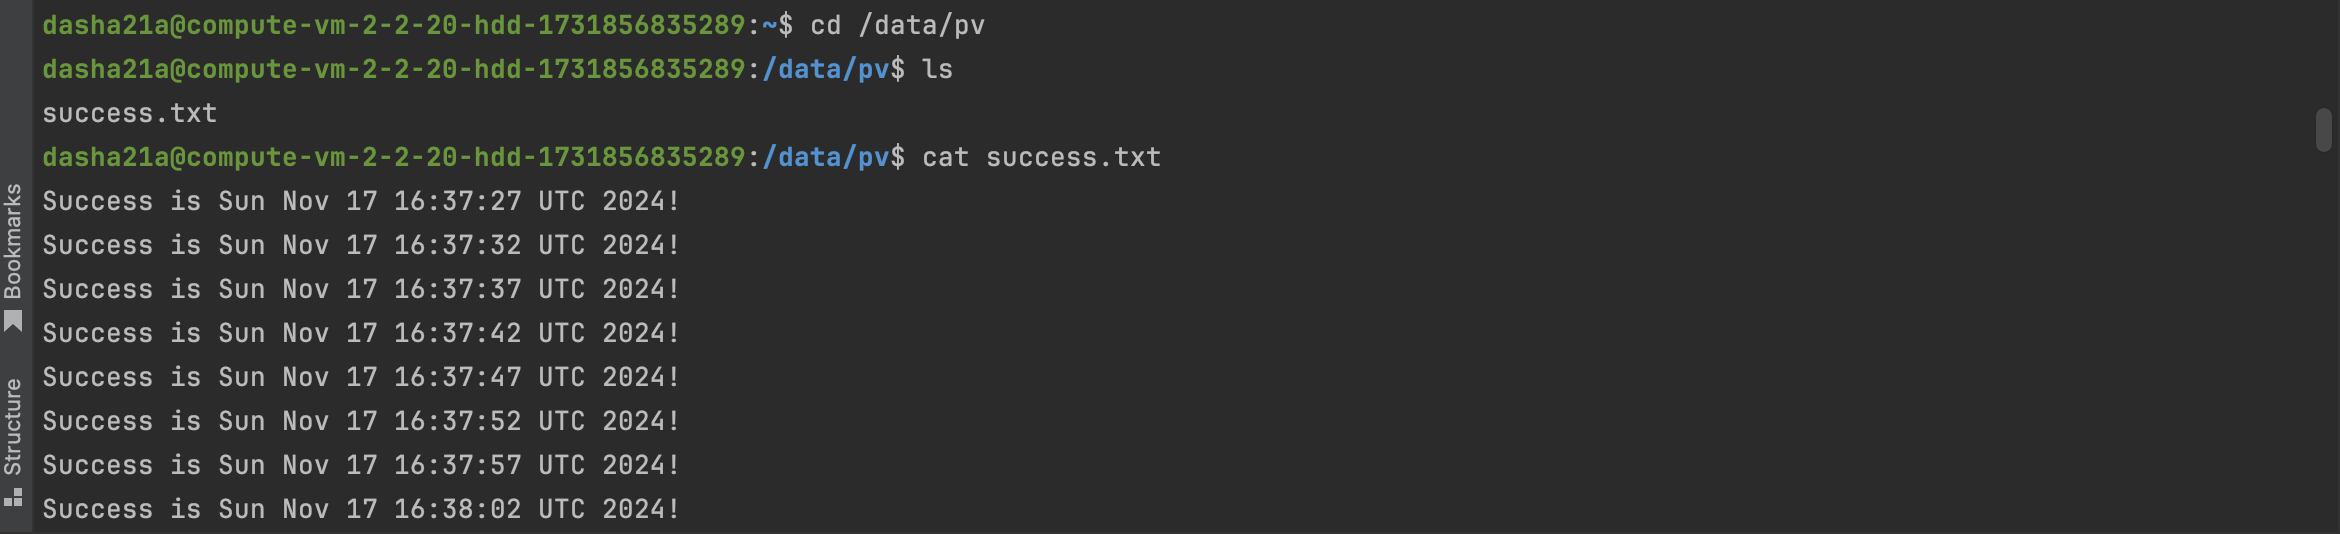 dasha21a@compute-vm-2-2-20-hdd-1731856835289:~$ cd /data/pv
dasha21a@compute-vm-2-2-20-hdd-1731856835289:/data/pv$ ls
success.txt
dasha21a@compute-vm-2-2-20-hdd-1731856835289:/data/pv$ cat success.txt
Success is Sun Nov 17 16:37:27 UTC 2024!
Success is Sun Nov 17 16:37:32 UTC 2024!
Success is Sun Nov 17 16:37:37 UTC 2024!
Success is Sun Nov 17 16:37:42 UTC 2024!
Success is Sun Nov 17 16:37:47 UTC 2024!
Success is Sun Nov 17 16:37:52 UTC 2024!
Success is Sun Nov 17 16:37:57 UTC 2024!
Success is Sun Nov 17 16:38:02 UTC 2024!
Bookmarks
Structure